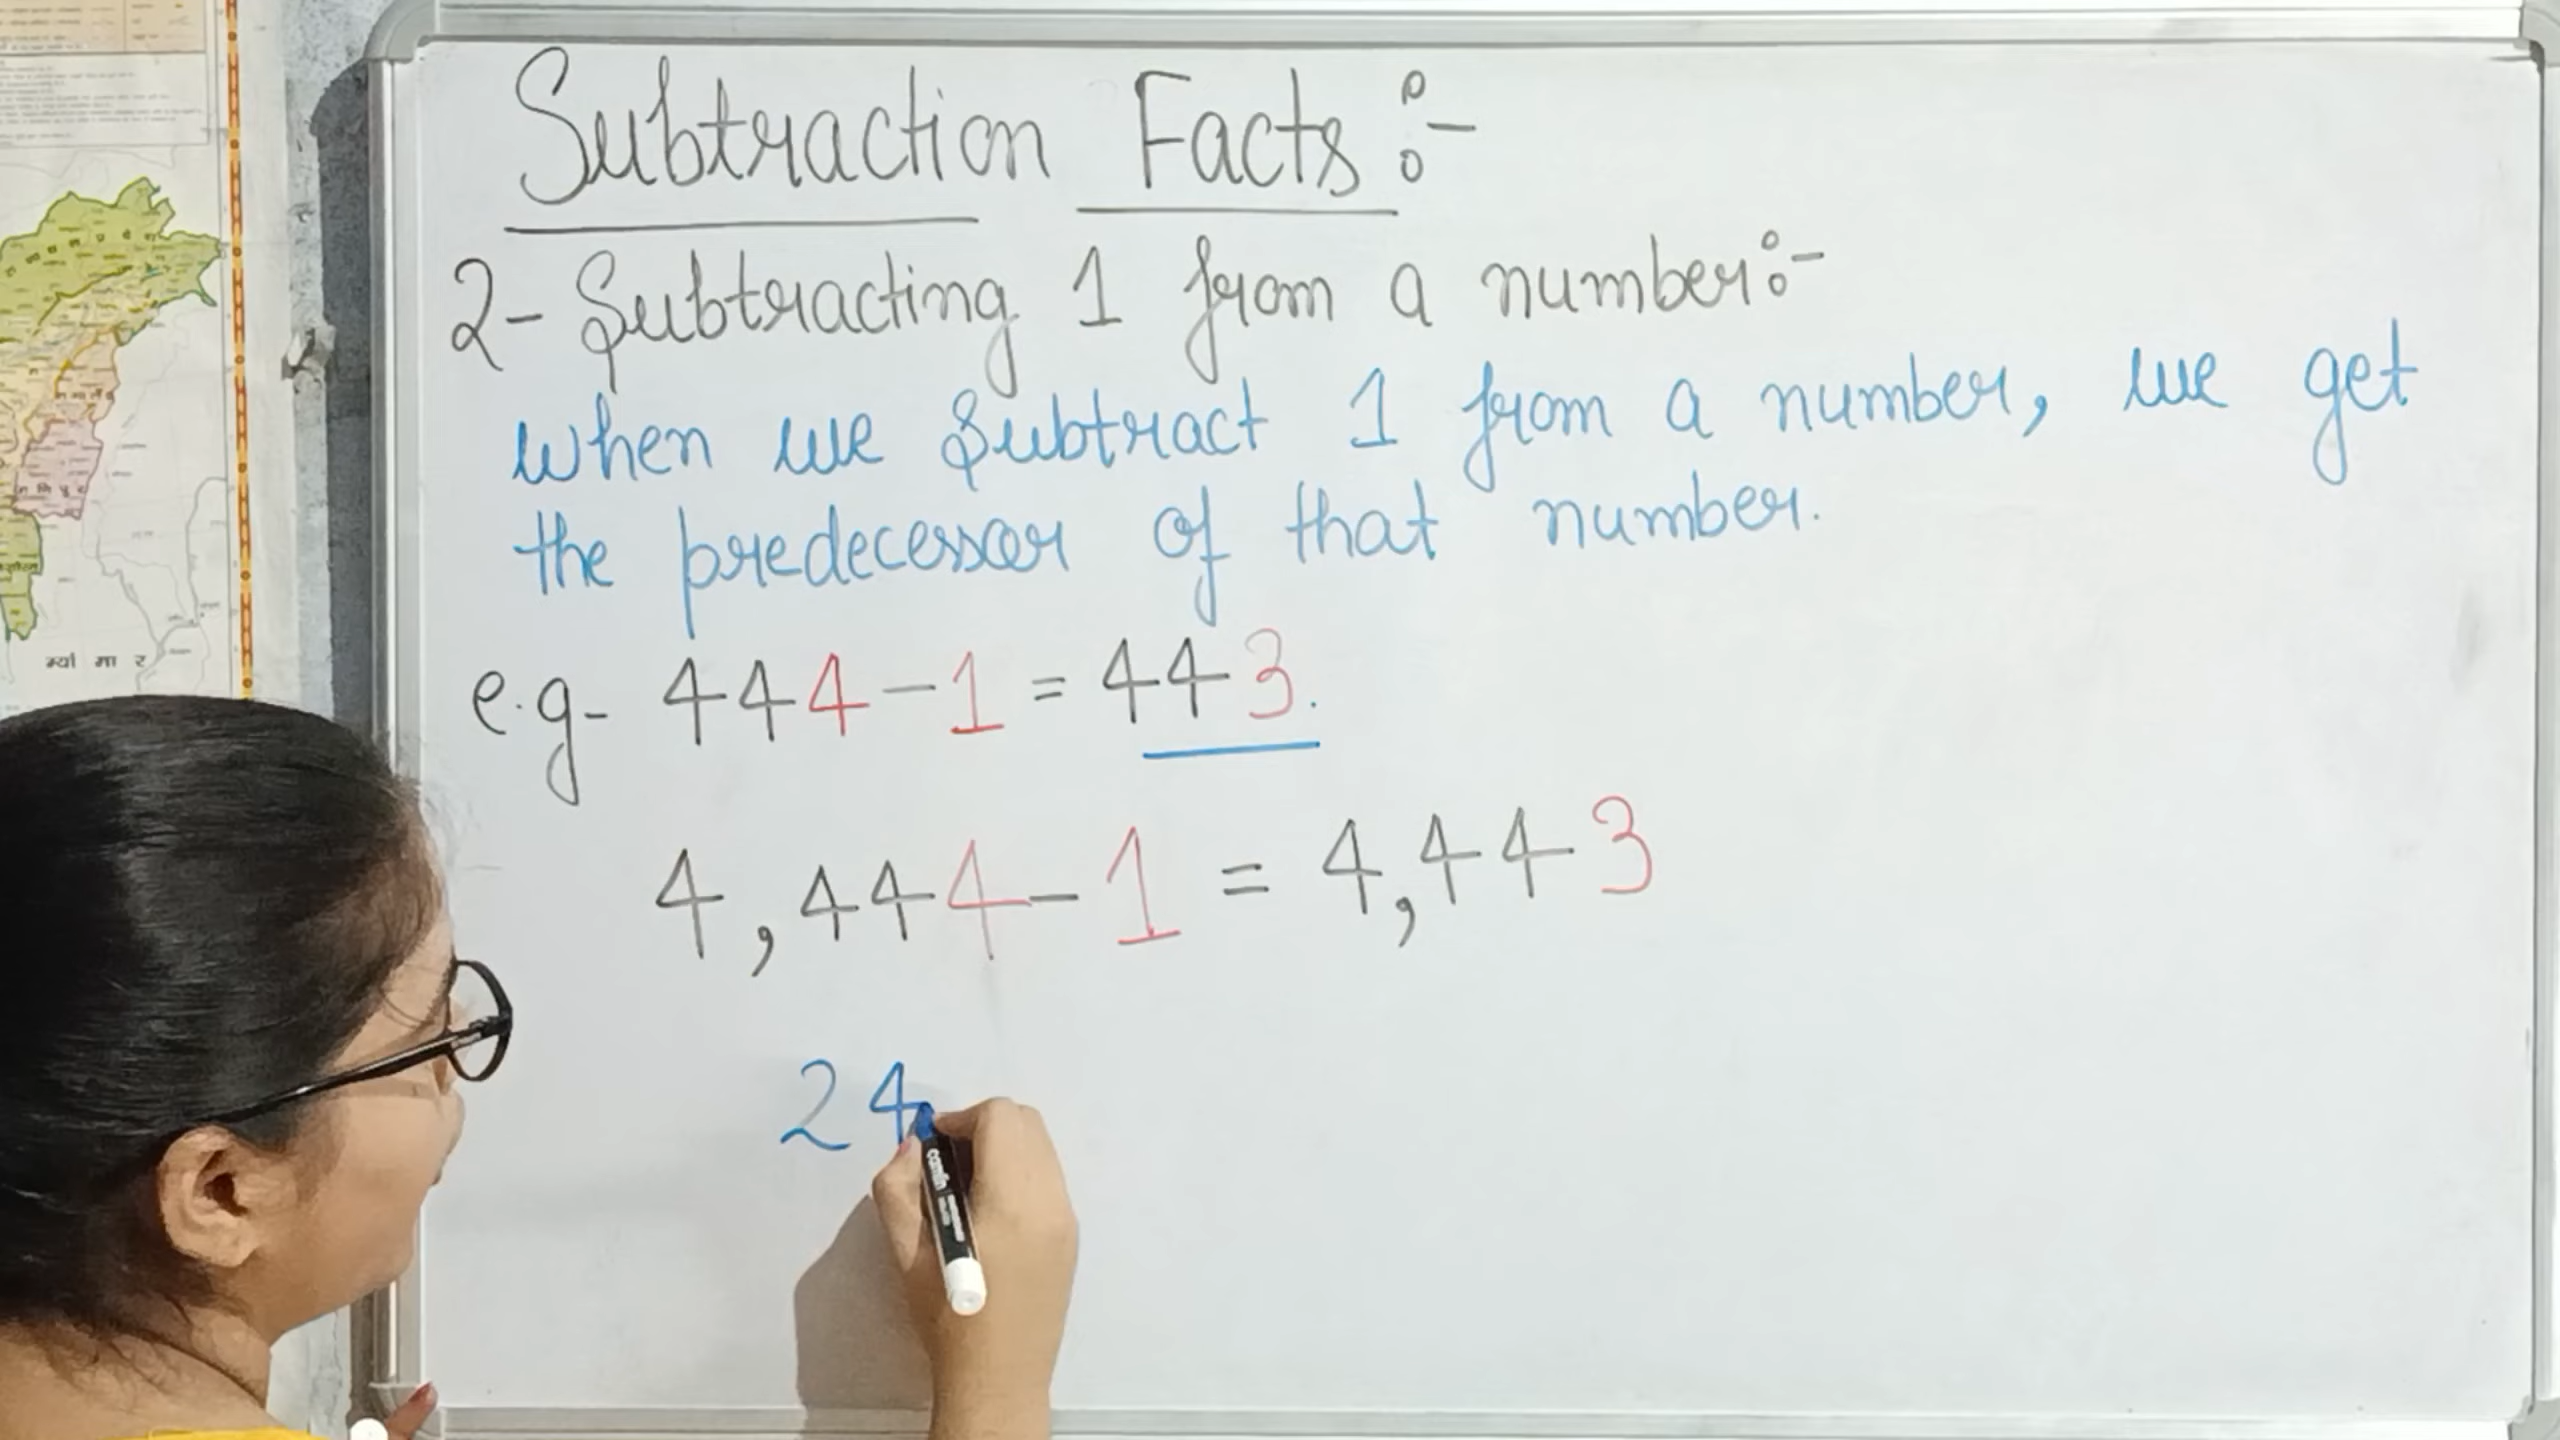 Subtraction Facts :-
2- Subtracting 1 from a number:-
when we Subtract 1 from a number, we get
the predecessor of that number.
e.g- 444-1 = 443.
4,444-1 = 4,443
24
camlin
म्यां मा र